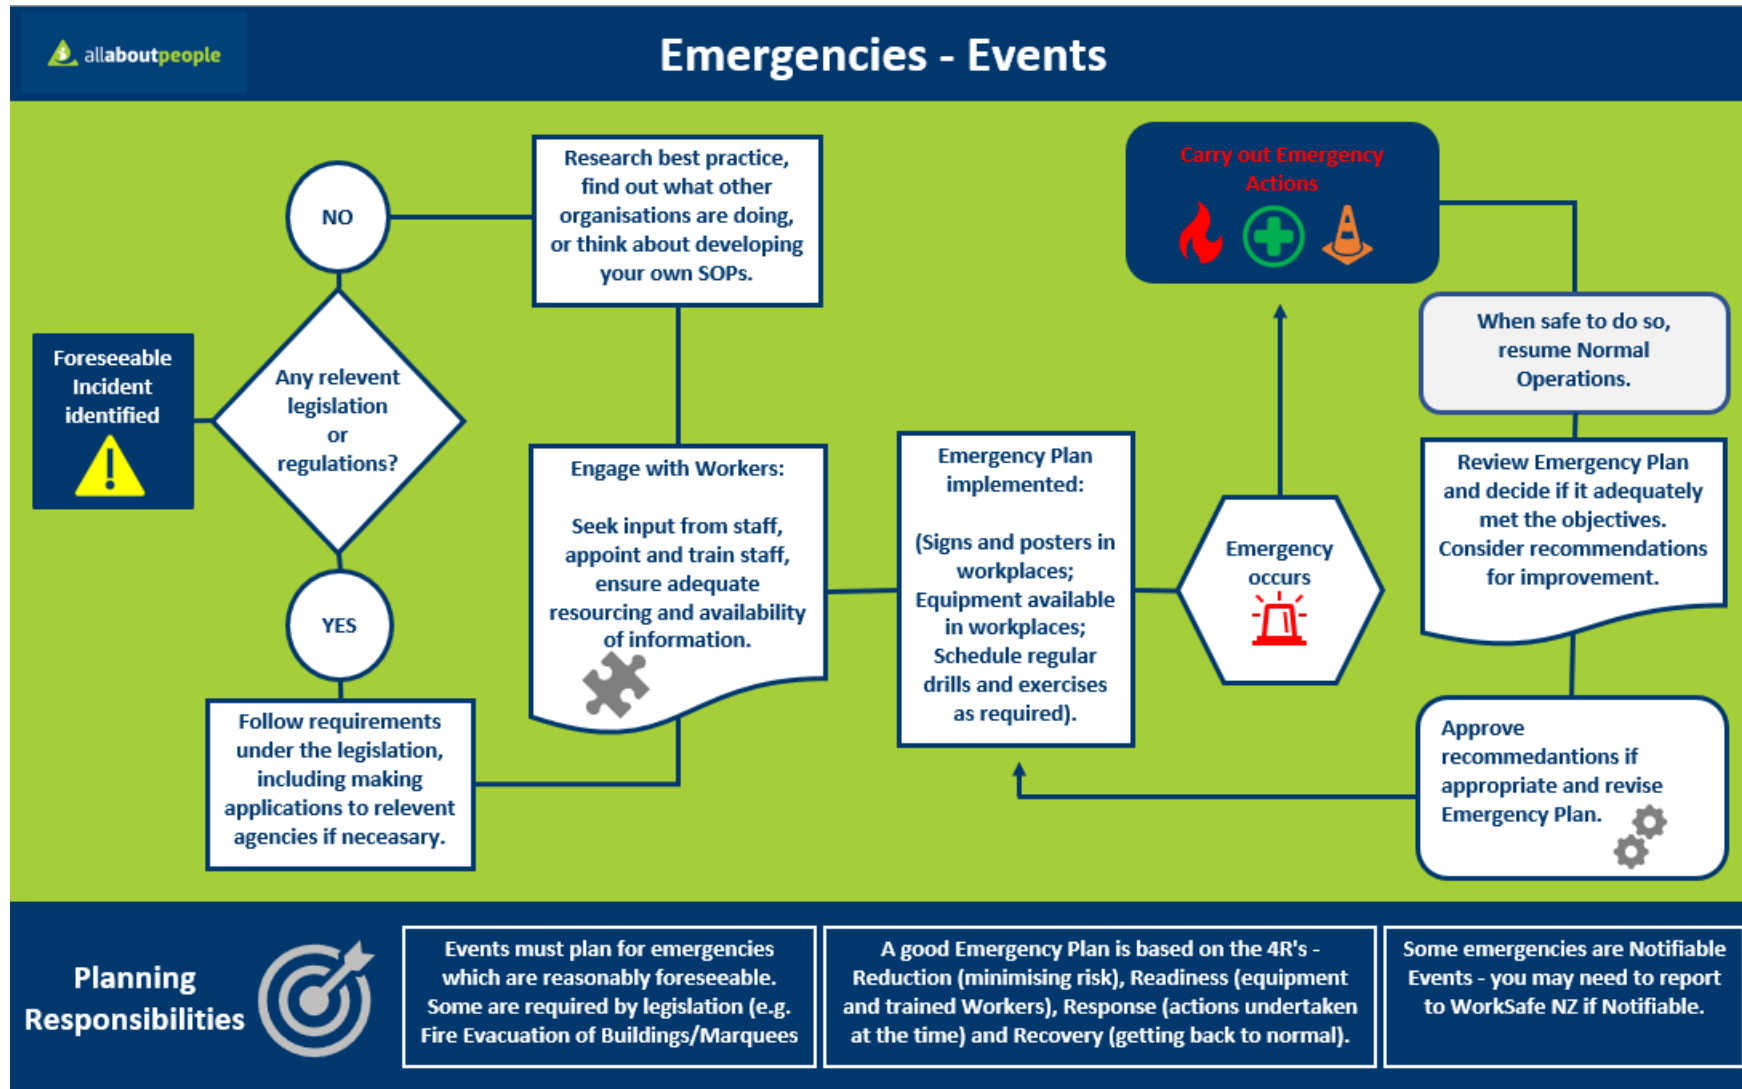 allaboutpeople
Emergencies - Events
Foreseeable
Incident
identified
Any relevent
legislation
or
regulations?
NO
YES
Research best practice,
find out what other
organisations are doing,
or think about developing
your own SOPs.
Follow requirements
under the legislation,
including making
applications to relevent
agencies if necesary.
Engage with Workers:
Seek input from staff,
appoint and train staff,
ensure adequate
resourcing and availability
of information.
Emergency Plan
implemented:
(Signs and posters in
workplaces;
Equipment available
in workplaces;
Schedule regular
drills and exercises
as required).
Emergency
occurs
Carry out Emergency
Actions
When safe to do so,
resume Normal
Operations.
Review Emergency Plan
and decide if it adequately
met the objectives.
Consider recommendations
for improvement.
Approve
recommedantions if
appropriate and revise
Emergency Plan.
Planning
Responsibilities
Events must plan for emergencies
which are reasonably foreseeable.
Some are required by legislation (e.g.
Fire Evacuation of Buildings/Marquees
A good Emergency Plan is based on the 4R's -
Reduction (minimising risk), Readiness (equipment
and trained Workers), Response (actions undertaken
at the time) and Recovery (getting back to normal).
Some emergencies are Notifiable
Events - you may need to report
to WorkSafe NZ if Notifiable.